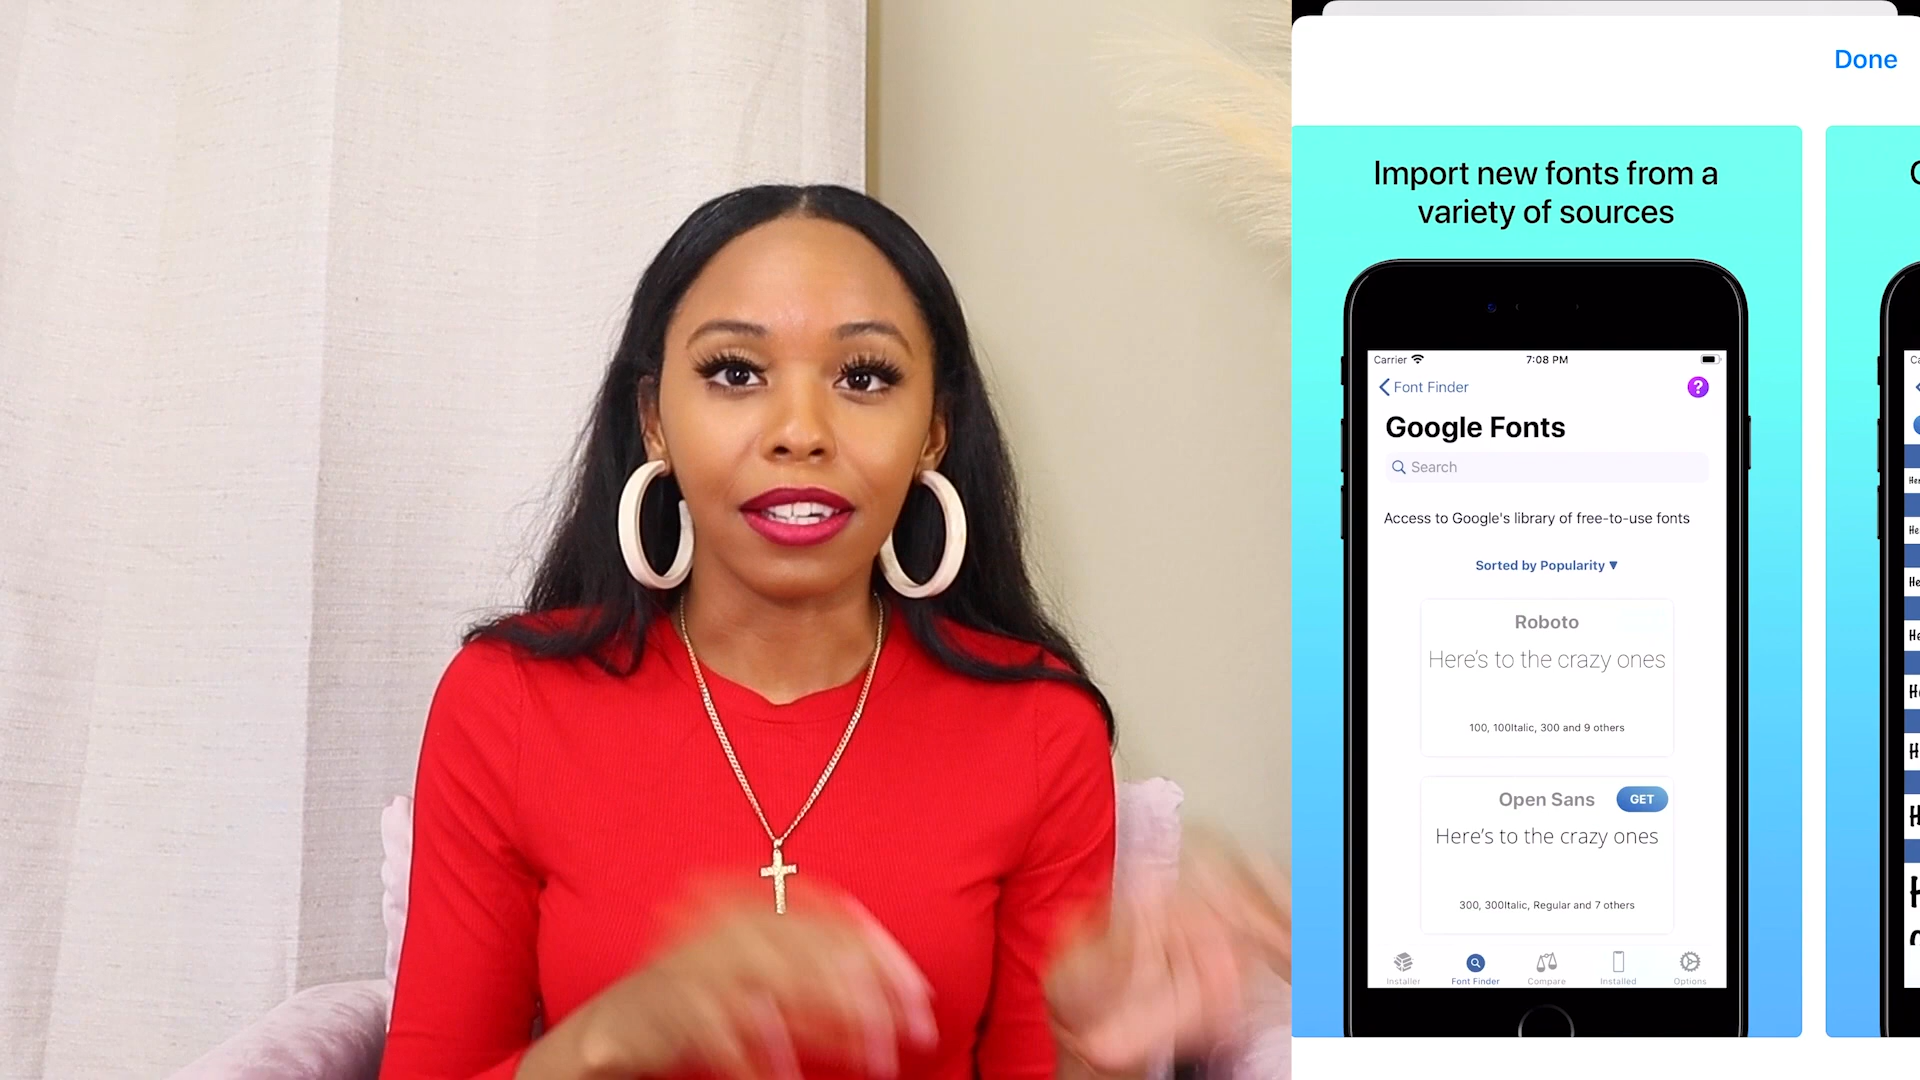 Done
Import new fonts from a
variety of sources
Carrier
7:08 PM
Font Finder
?
Google Fonts
Search
Access to Google's library of free-to-use fonts
Sorted by Popularity ▼
Roboto
Here's to the crazy ones
100, 100Italic, 300 and 9 others
Open Sans
GET
Here's to the crazy ones
300, 300Italic, Regular and 7 others
Installer
Font Finder
Compare
Installed
Options